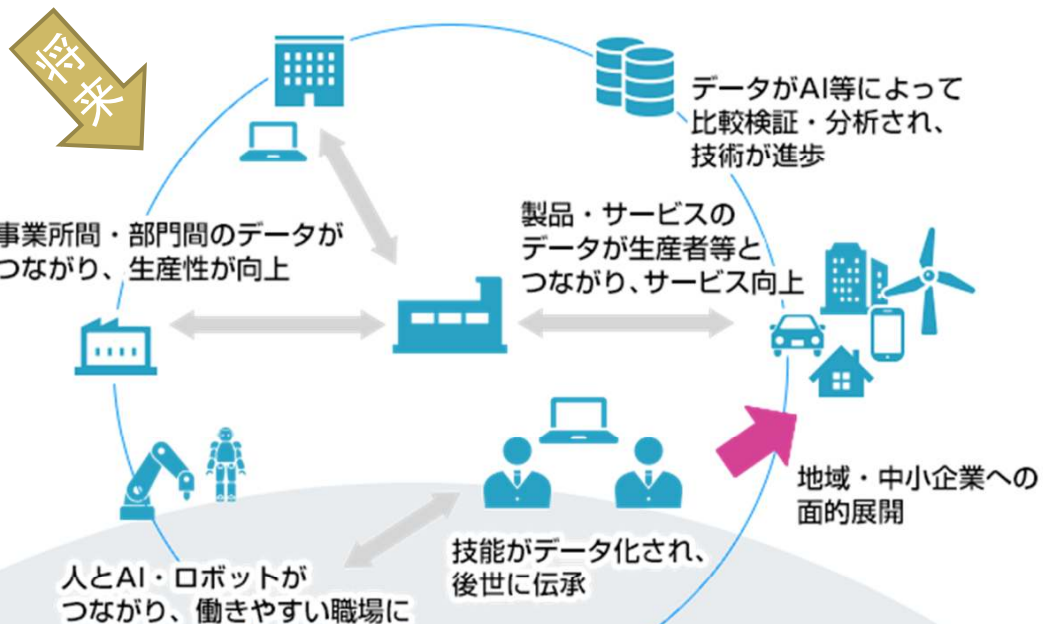 将来
データがAI等によって
比較検証・分析され、
技術が進歩
事業所間・部門間のデータが
つながり、生産性が向上
製品・サービスの
データが生産者等と
つながり、サービス向上
地域・中小企業への
面的展開
技能がデータ化され、
後世に伝承
人とAI・ロボットが
つながり、働きやすい職場に